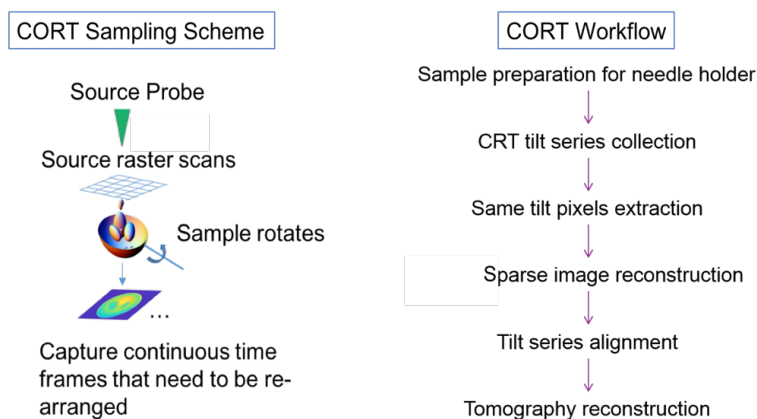 CORT Sampling Scheme
Source Probe
Source raster scans
Sample rotates
...
Capture continuous time
frames that need to be re-
arranged
CORT Workflow
Sample preparation for needle holder
CRT tilt series collection
Same tilt pixels extraction
Sparse image reconstruction
Tilt series alignment
Tomography reconstruction